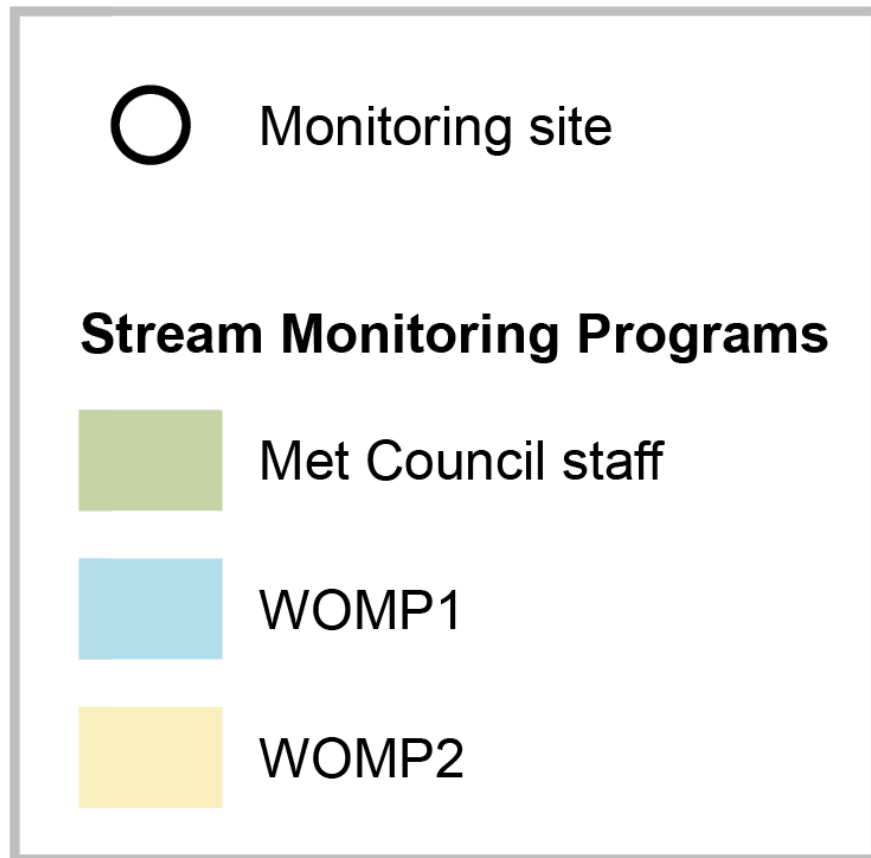 Monitoring site
Stream Monitoring Programs
Met Council staff
WOMP1
WOMP2